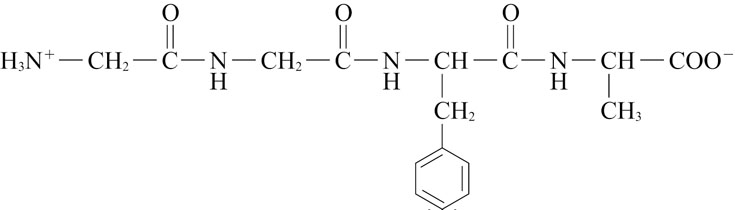 O O O
H₃N⁺ — CH₂ — C — N — CH₂ — C — N — CH — C — N — CH — COO⁻
H H H
CH₂ CH₃